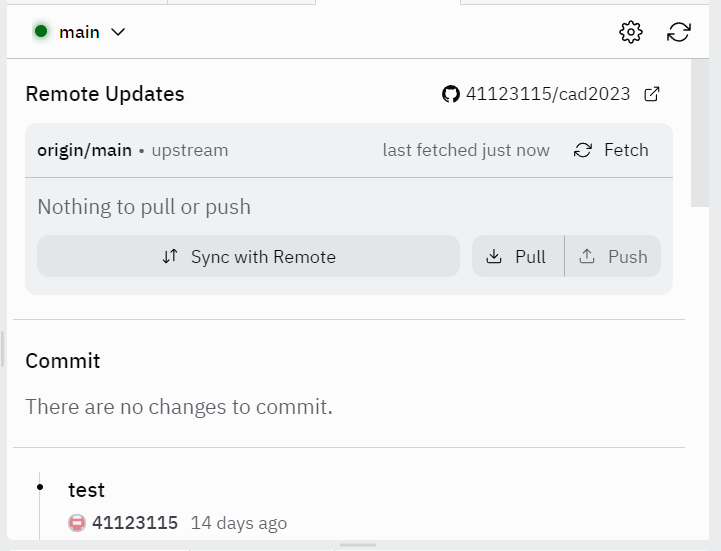 main
Remote Updates 41123115/cad2023
origin/main • upstream last fetched just now Fetch
Nothing to pull or push
Sync with Remote Pull Push
Commit
There are no changes to commit.
test
41123115 14 days ago